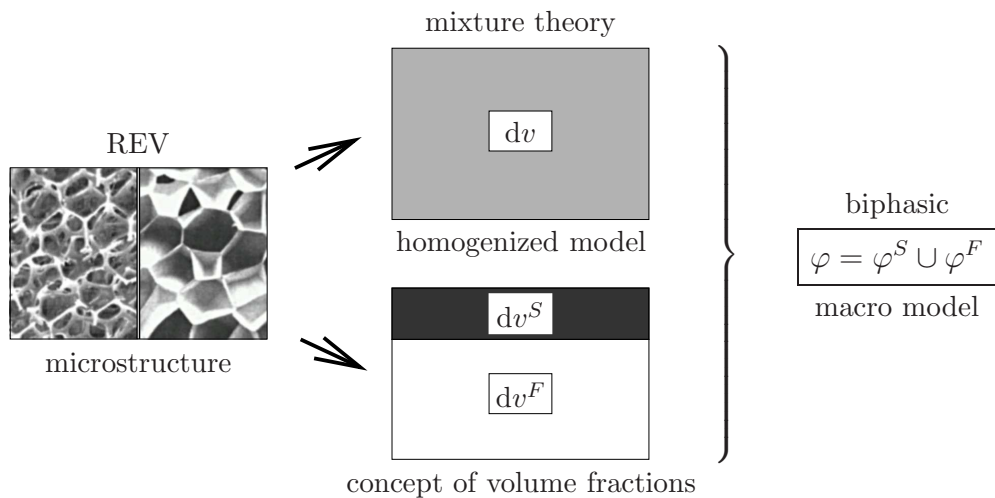 mixture theory
REV
dv
homogenized model
biphasic
φ = φ^S ∪ φ^F
macro model
dv^S
microstructure
dv^F
concept of volume fractions